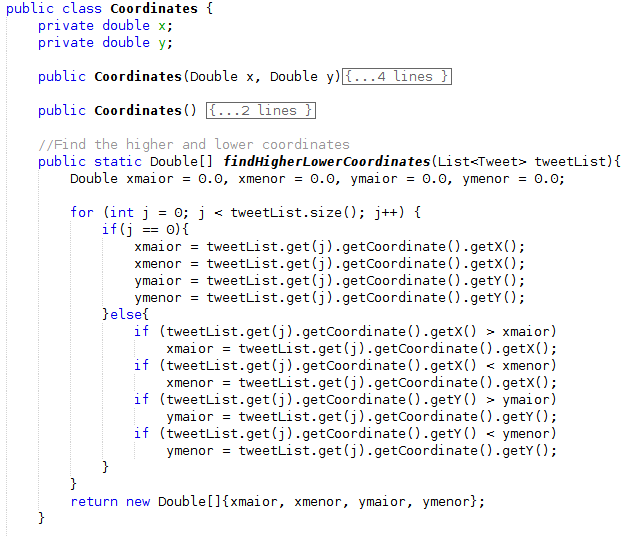 public class Coordinates {
    private double x;
    private double y;

    public Coordinates(Double x, Double y){...4 lines }

    public Coordinates() {...2 lines }

    //Find the higher and lower coordinates
    public static Double[] findHigherLowerCoordinates(List<Tweet> tweetList){
        Double xmaior = 0.0, xmenor = 0.0, ymaior = 0.0, ymenor = 0.0;

        for (int j = 0; j < tweetList.size(); j++) {
            if(j == 0){
                xmaior = tweetList.get(j).getCoordinate().getX();
                xmenor = tweetList.get(j).getCoordinate().getX();
                ymaior = tweetList.get(j).getCoordinate().getY();
                ymenor = tweetList.get(j).getCoordinate().getY();
            }else{
                if (tweetList.get(j).getCoordinate().getX() > xmaior)
                    xmaior = tweetList.get(j).getCoordinate().getX();
                if (tweetList.get(j).getCoordinate().getX() < xmenor)
                    xmenor = tweetList.get(j).getCoordinate().getX();
                if (tweetList.get(j).getCoordinate().getY() > ymaior)
                    ymaior = tweetList.get(j).getCoordinate().getY();
                if (tweetList.get(j).getCoordinate().getY() < ymenor)
                    ymenor = tweetList.get(j).getCoordinate().getY();
            }
        }
        return new Double[]{xmaior, xmenor, ymaior, ymenor};
    }